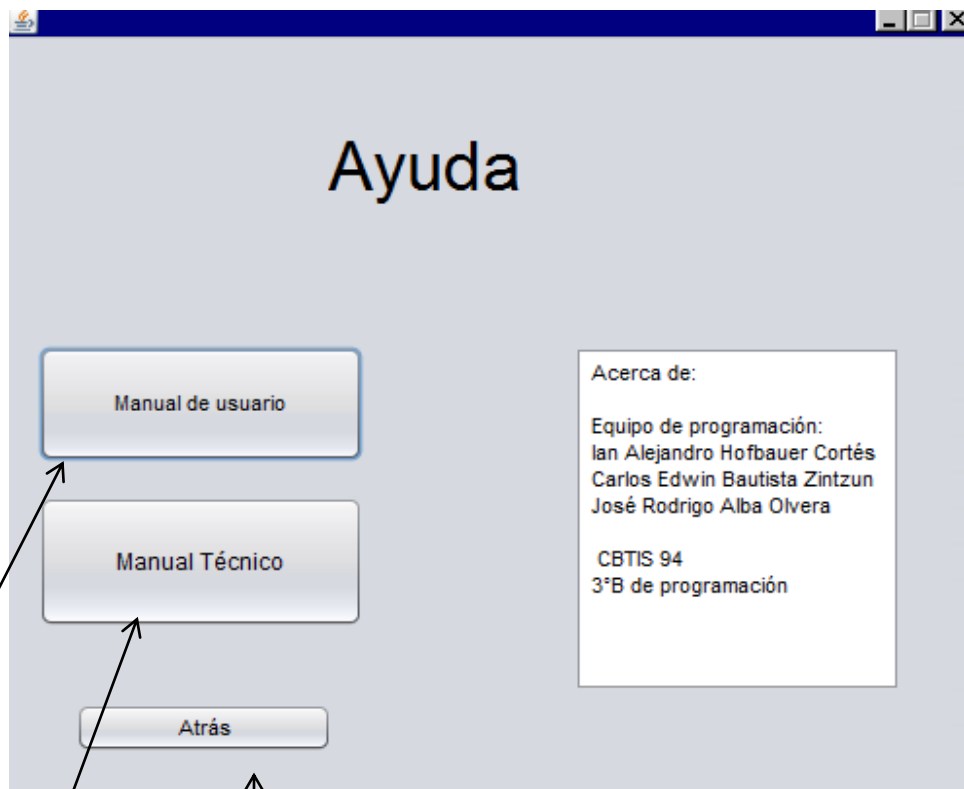 Ayuda
Manual de usuario
Manual Técnico
Atrás
Acerca de:
Equipo de programación:
Ian Alejandro Hofbauer Cortés
Carlos Edwin Bautista Zintzun
José Rodrigo Alba Olvera
CBTIS 94
3°B de programación